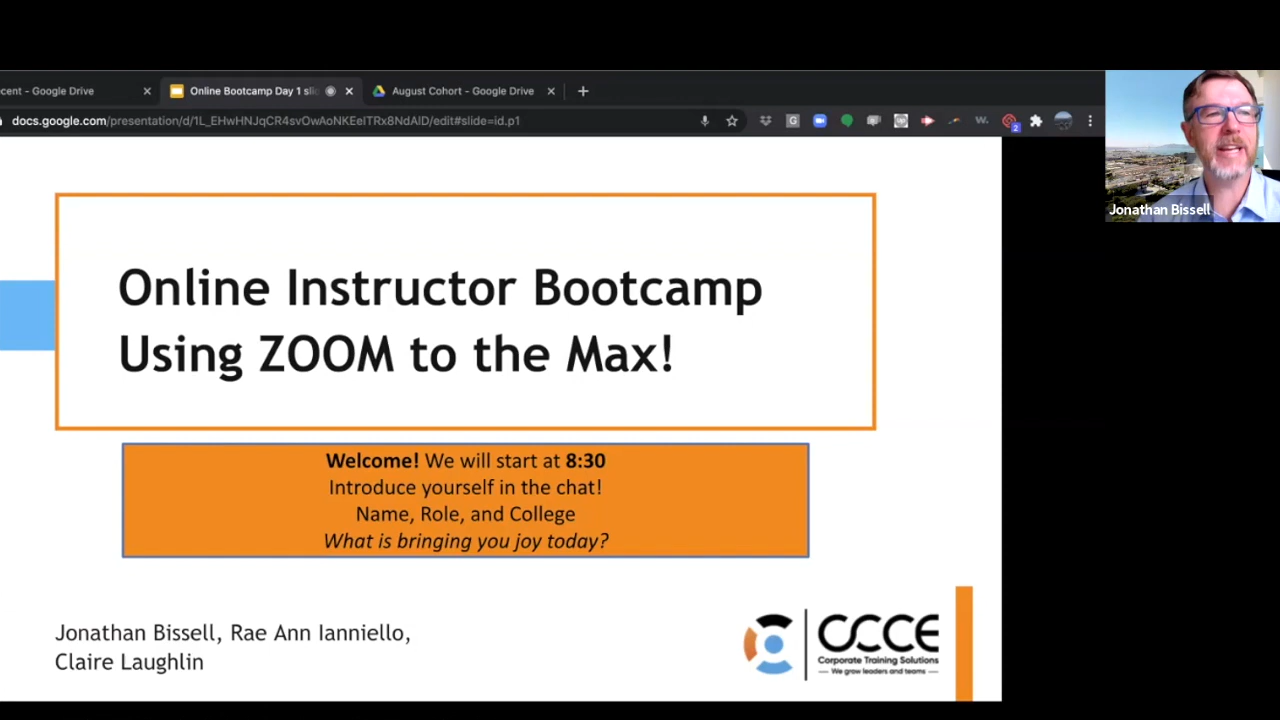 cent - Google Drive
Online Bootcamp Day 1 sli
August Cohort - Google Drive
docs.google.com/presentation/d/1L_EHwHNJqCR4svOwAoNKEeITRx8NdAID/edit#slide=id.p1
Jonathan Bissell
Online Instructor Bootcamp
Using ZOOM to the Max!
Welcome! We will start at 8:30
Introduce yourself in the chat!
Name, Role, and College
What is bringing you joy today?
Jonathan Bissell, Rae Ann Ianniello,
Claire Laughlin
CCCE
Corporate Training Solutions
We grow leaders and teams